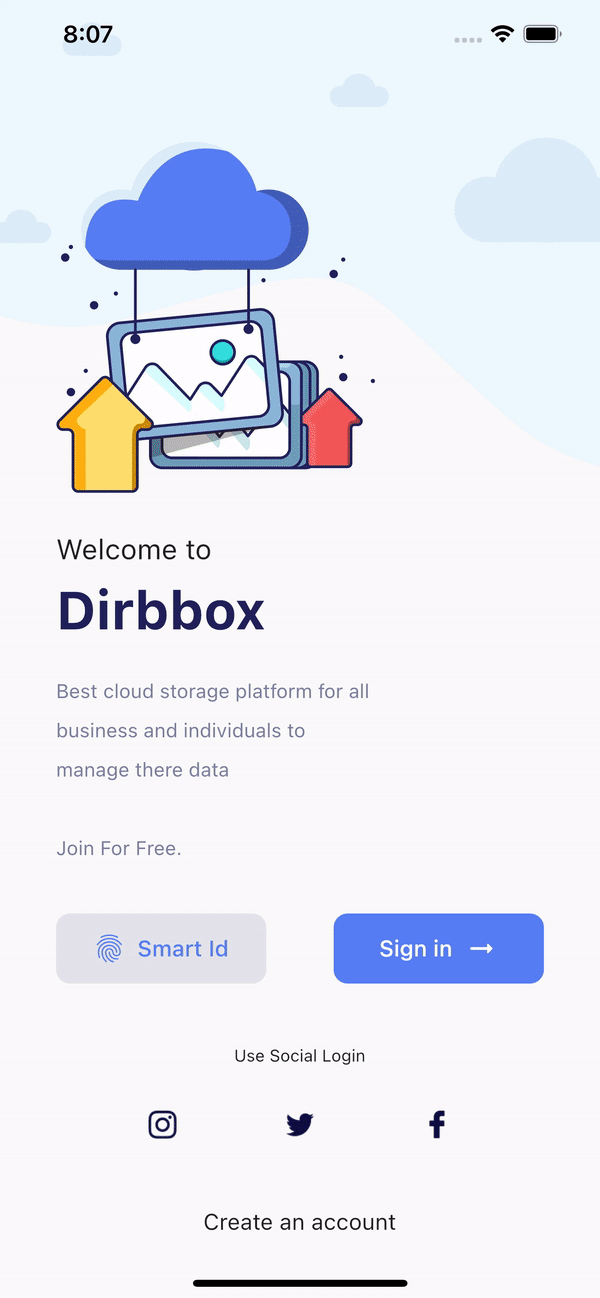 8:07
Welcome to
Dirbbox
Best cloud storage platform for all
business and individuals to
manage there data
Join For Free.
Smart Id
Sign in
Use Social Login
Create an account